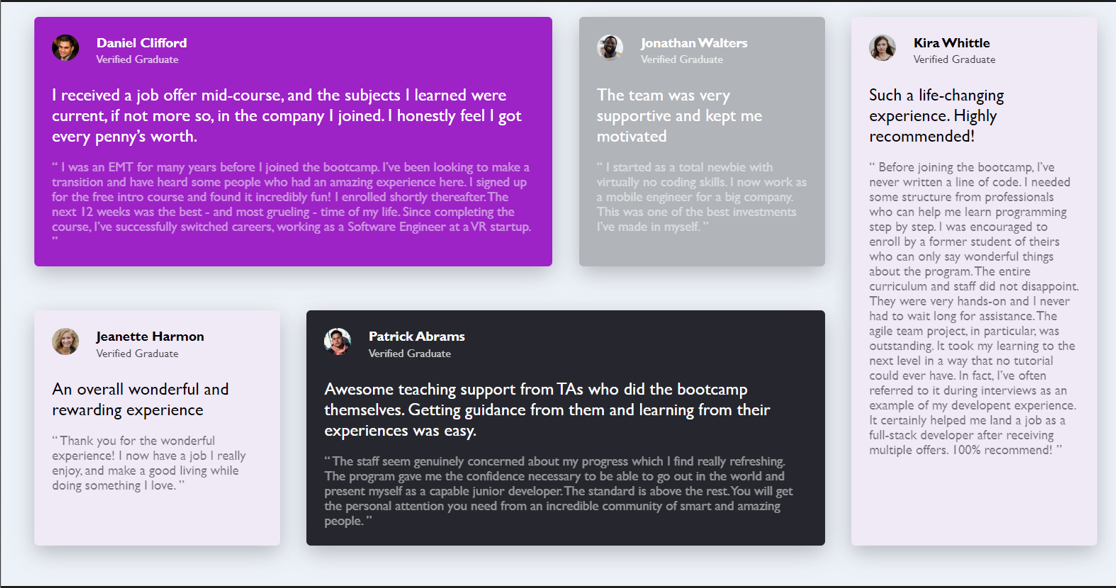 Daniel Clifford
Verified Graduate
I received a job offer mid-course, and the subjects I learned were
current, if not more so, in the company I joined. I honestly feel I got
every penny’s worth.
“ I was an EMT for many years before I joined the bootcamp. I’ve been looking to make a
transition and have heard some people who had an amazing experience here. I signed up
for the free intro course and found it incredibly fun! I enrolled shortly thereafter. The
next 12 weeks was the best - and most grueling - time of my life. Since completing the
course, I’ve successfully switched careers, working as a Software Engineer at a VR startup.
”
Jonathan Walters
Verified Graduate
The team was very
supportive and kept me
motivated
“ I started as a total newbie with
virtually no coding skills. I now work as
a mobile engineer for a big company.
This was one of the best investments
I’ve made in myself. ”
Kira Whittle
Verified Graduate
Such a life-changing
experience. Highly
recommended!
“ Before joining the bootcamp, I’ve
never written a line of code. I needed
some structure from professionals
who can help me learn programming
step by step. I was encouraged to
enroll by a former student of theirs
who can only say wonderful things
about the program. The entire
curriculum and staff did not disappoint.
They were very hands-on and I never
had to wait long for assistance. The
agile team project, in particular, was
outstanding. It took my learning to the
next level in a way that no tutorial
could ever have. In fact, I’ve often
referred to it during interviews as an
example of my developent experience.
It certainly helped me land a job as a
full-stack developer after receiving
multiple offers. 100% recommend! ”
Jeanette Harmon
Verified Graduate
An overall wonderful and
rewarding experience
“ Thank you for the wonderful
experience! I now have a job I really
enjoy, and make a good living while
doing something I love. ”
Patrick Abrams
Verified Graduate
Awesome teaching support from TAs who did the bootcamp
themselves. Getting guidance from them and learning from their
experiences was easy.
“ The staff seem genuinely concerned about my progress which I find really refreshing.
The program gave me the confidence necessary to be able to go out in the world and
present myself as a capable junior developer. The standard is above the rest. You will get
the personal attention you need from an incredible community of smart and amazing
people. ”